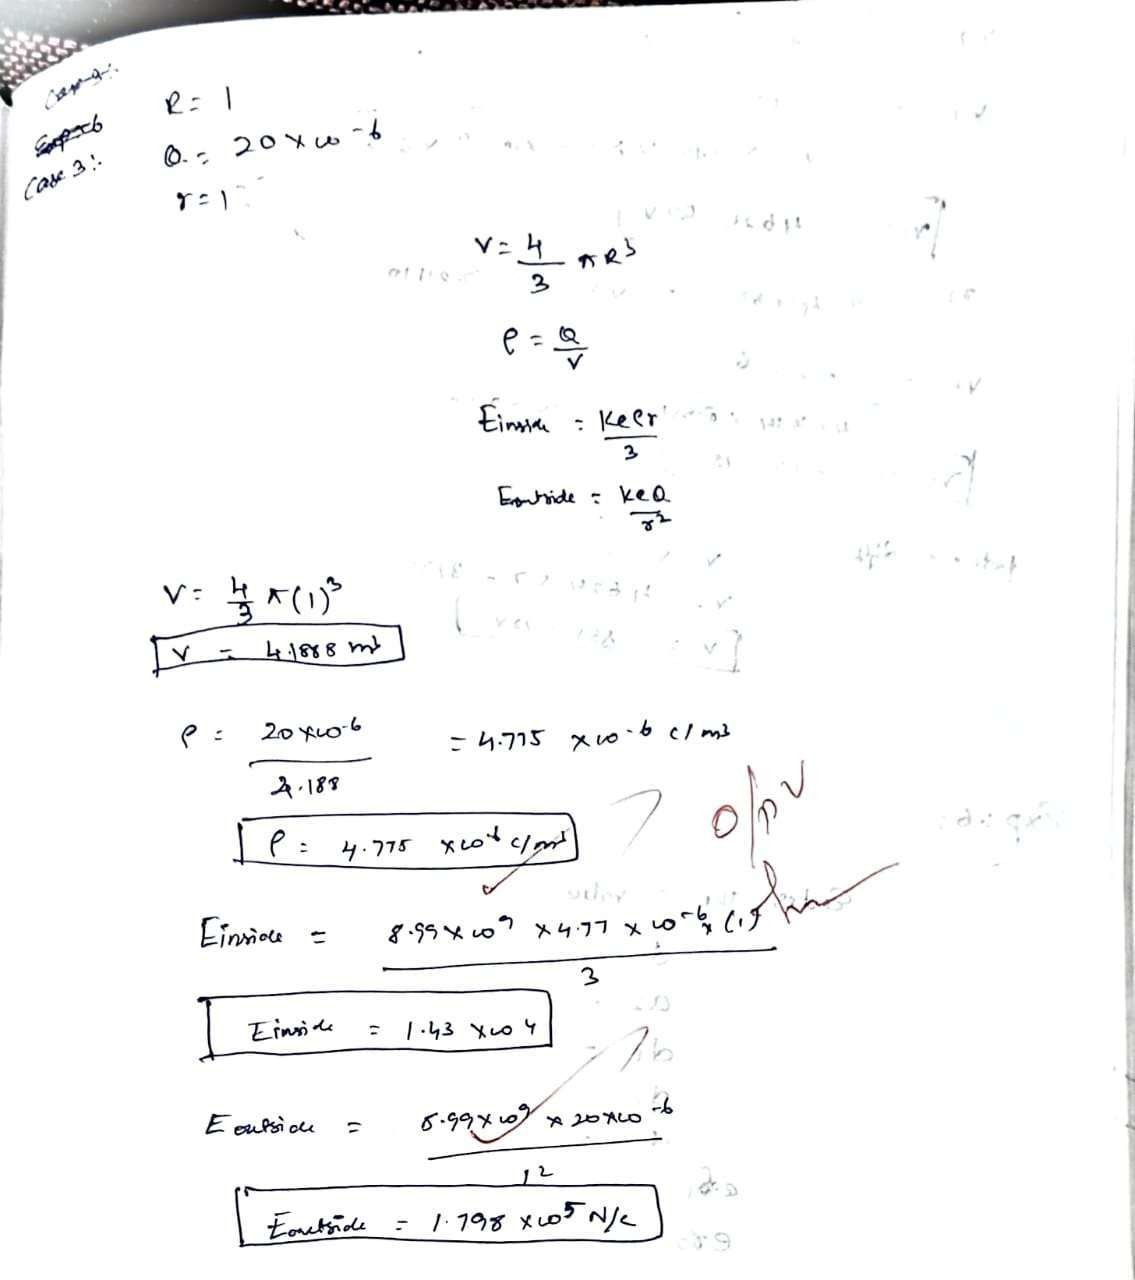 Case 3:
R = 1
Q = 20 × 10⁻⁶
r = 1
V = 4/3 πR³
ρ = Q/V
Einside = Keρr/3
Eoutside = KeQ/r²
V = 4/3 π(1)³
V = 4.1888 m³
ρ = 20×10⁻⁶/4.188 = 4.775 ×10⁻⁶ C/m³
ρ = 4.775 ×10⁻⁶ C/m³
O/P ✓
Einside = 8.99×10⁹ ×4.77 × 10⁻⁶ × (1)/3
Einside = 1.43 ×10⁴
Eoutside = 8.99×10⁹ × 20×10⁻⁶/1²
Eoutside = 1.798 ×10⁵ N/C